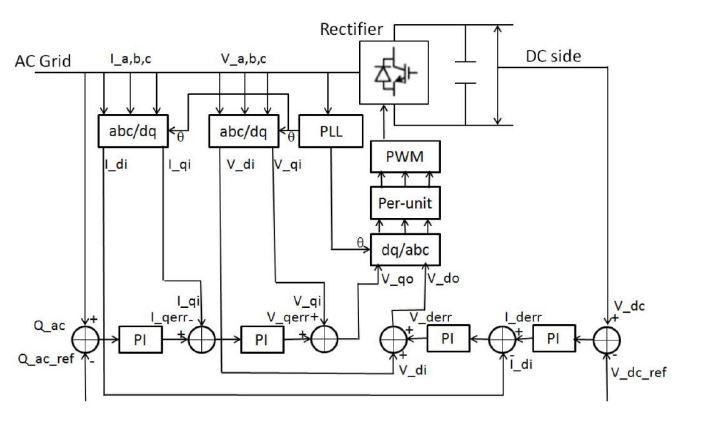 Rectifier
AC Grid
I_a,b,c
V_a,b,c
DC side
abc/dq
θ
abc/dq
θ
PLL
PWM
I_di
I_qi
V_di
V_qi
Per-unit
θ
dq/abc
V_qo
V_do
I_qi
V_qi
V_dc
Q_ac
+
I_qerr-
+
V_qerr+
+
V_derr
+
I_derr
+
+
PI
PI
PI
PI
Q_ac_ref
-
+
V_di
-
I_di
-
V_dc_ref